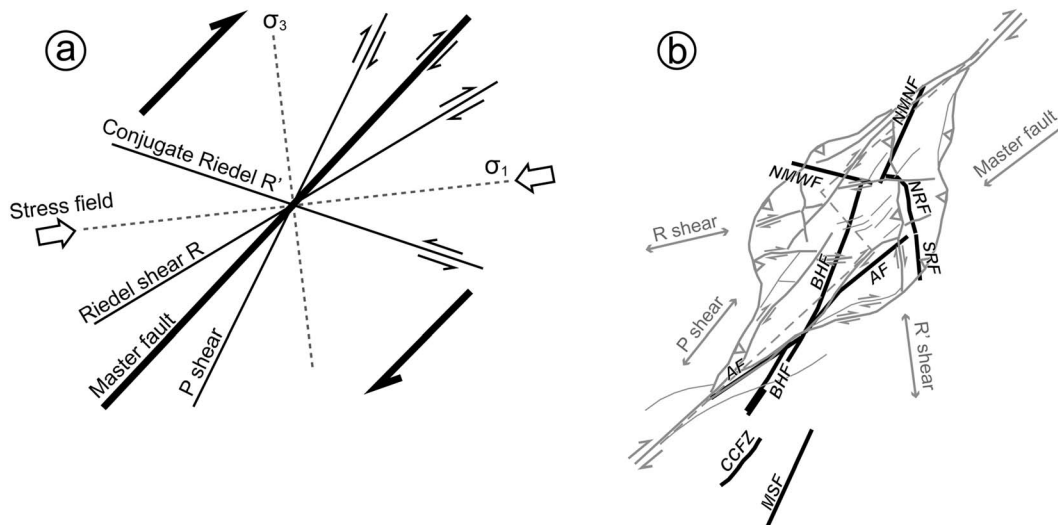 a
σ3
Conjugate Riedel R'
σ1
Stress field
Riedel shear R
Master fault
P shear
b
NMNF
Master fault
NMWF
NRF
R shear
SRF
BHF
AF
P shear
R' shear
AF
BHF
CCFZ
MSF